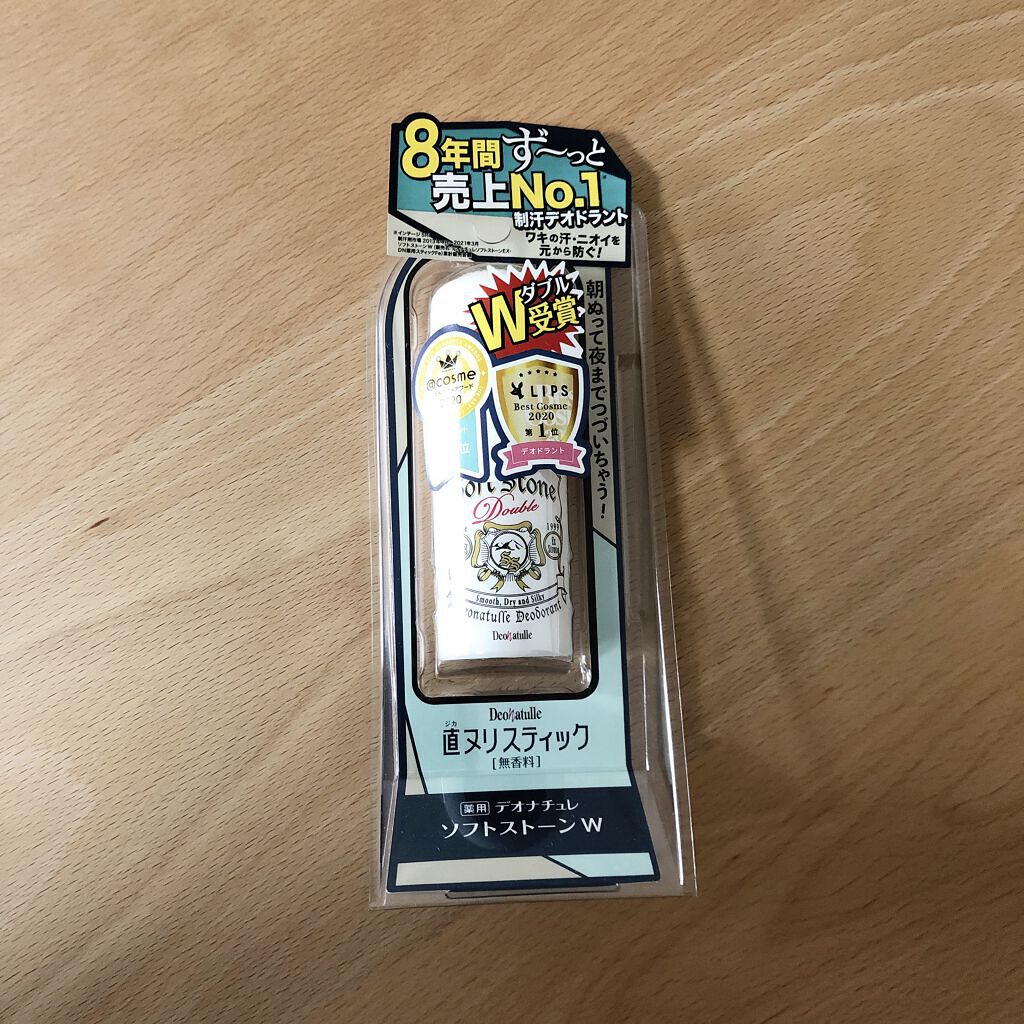 8年間ず〜っと
売上No.1
制汗デオドラント
ワキの汗・ニオイを
元から防ぐ!
朝ぬって夜までつづいちゃう!
ダブル
W受賞
@cosme
LIPS
Best Cosme
2020
第1位
デオドラント
Stone
Double
1999
Smooth, Dry and Silky
Deodorant
Deonatulle
Deonatulle
ジカ
直ヌリスティック
[無香料]
薬用 デオナチュレ
ソフトストーンW